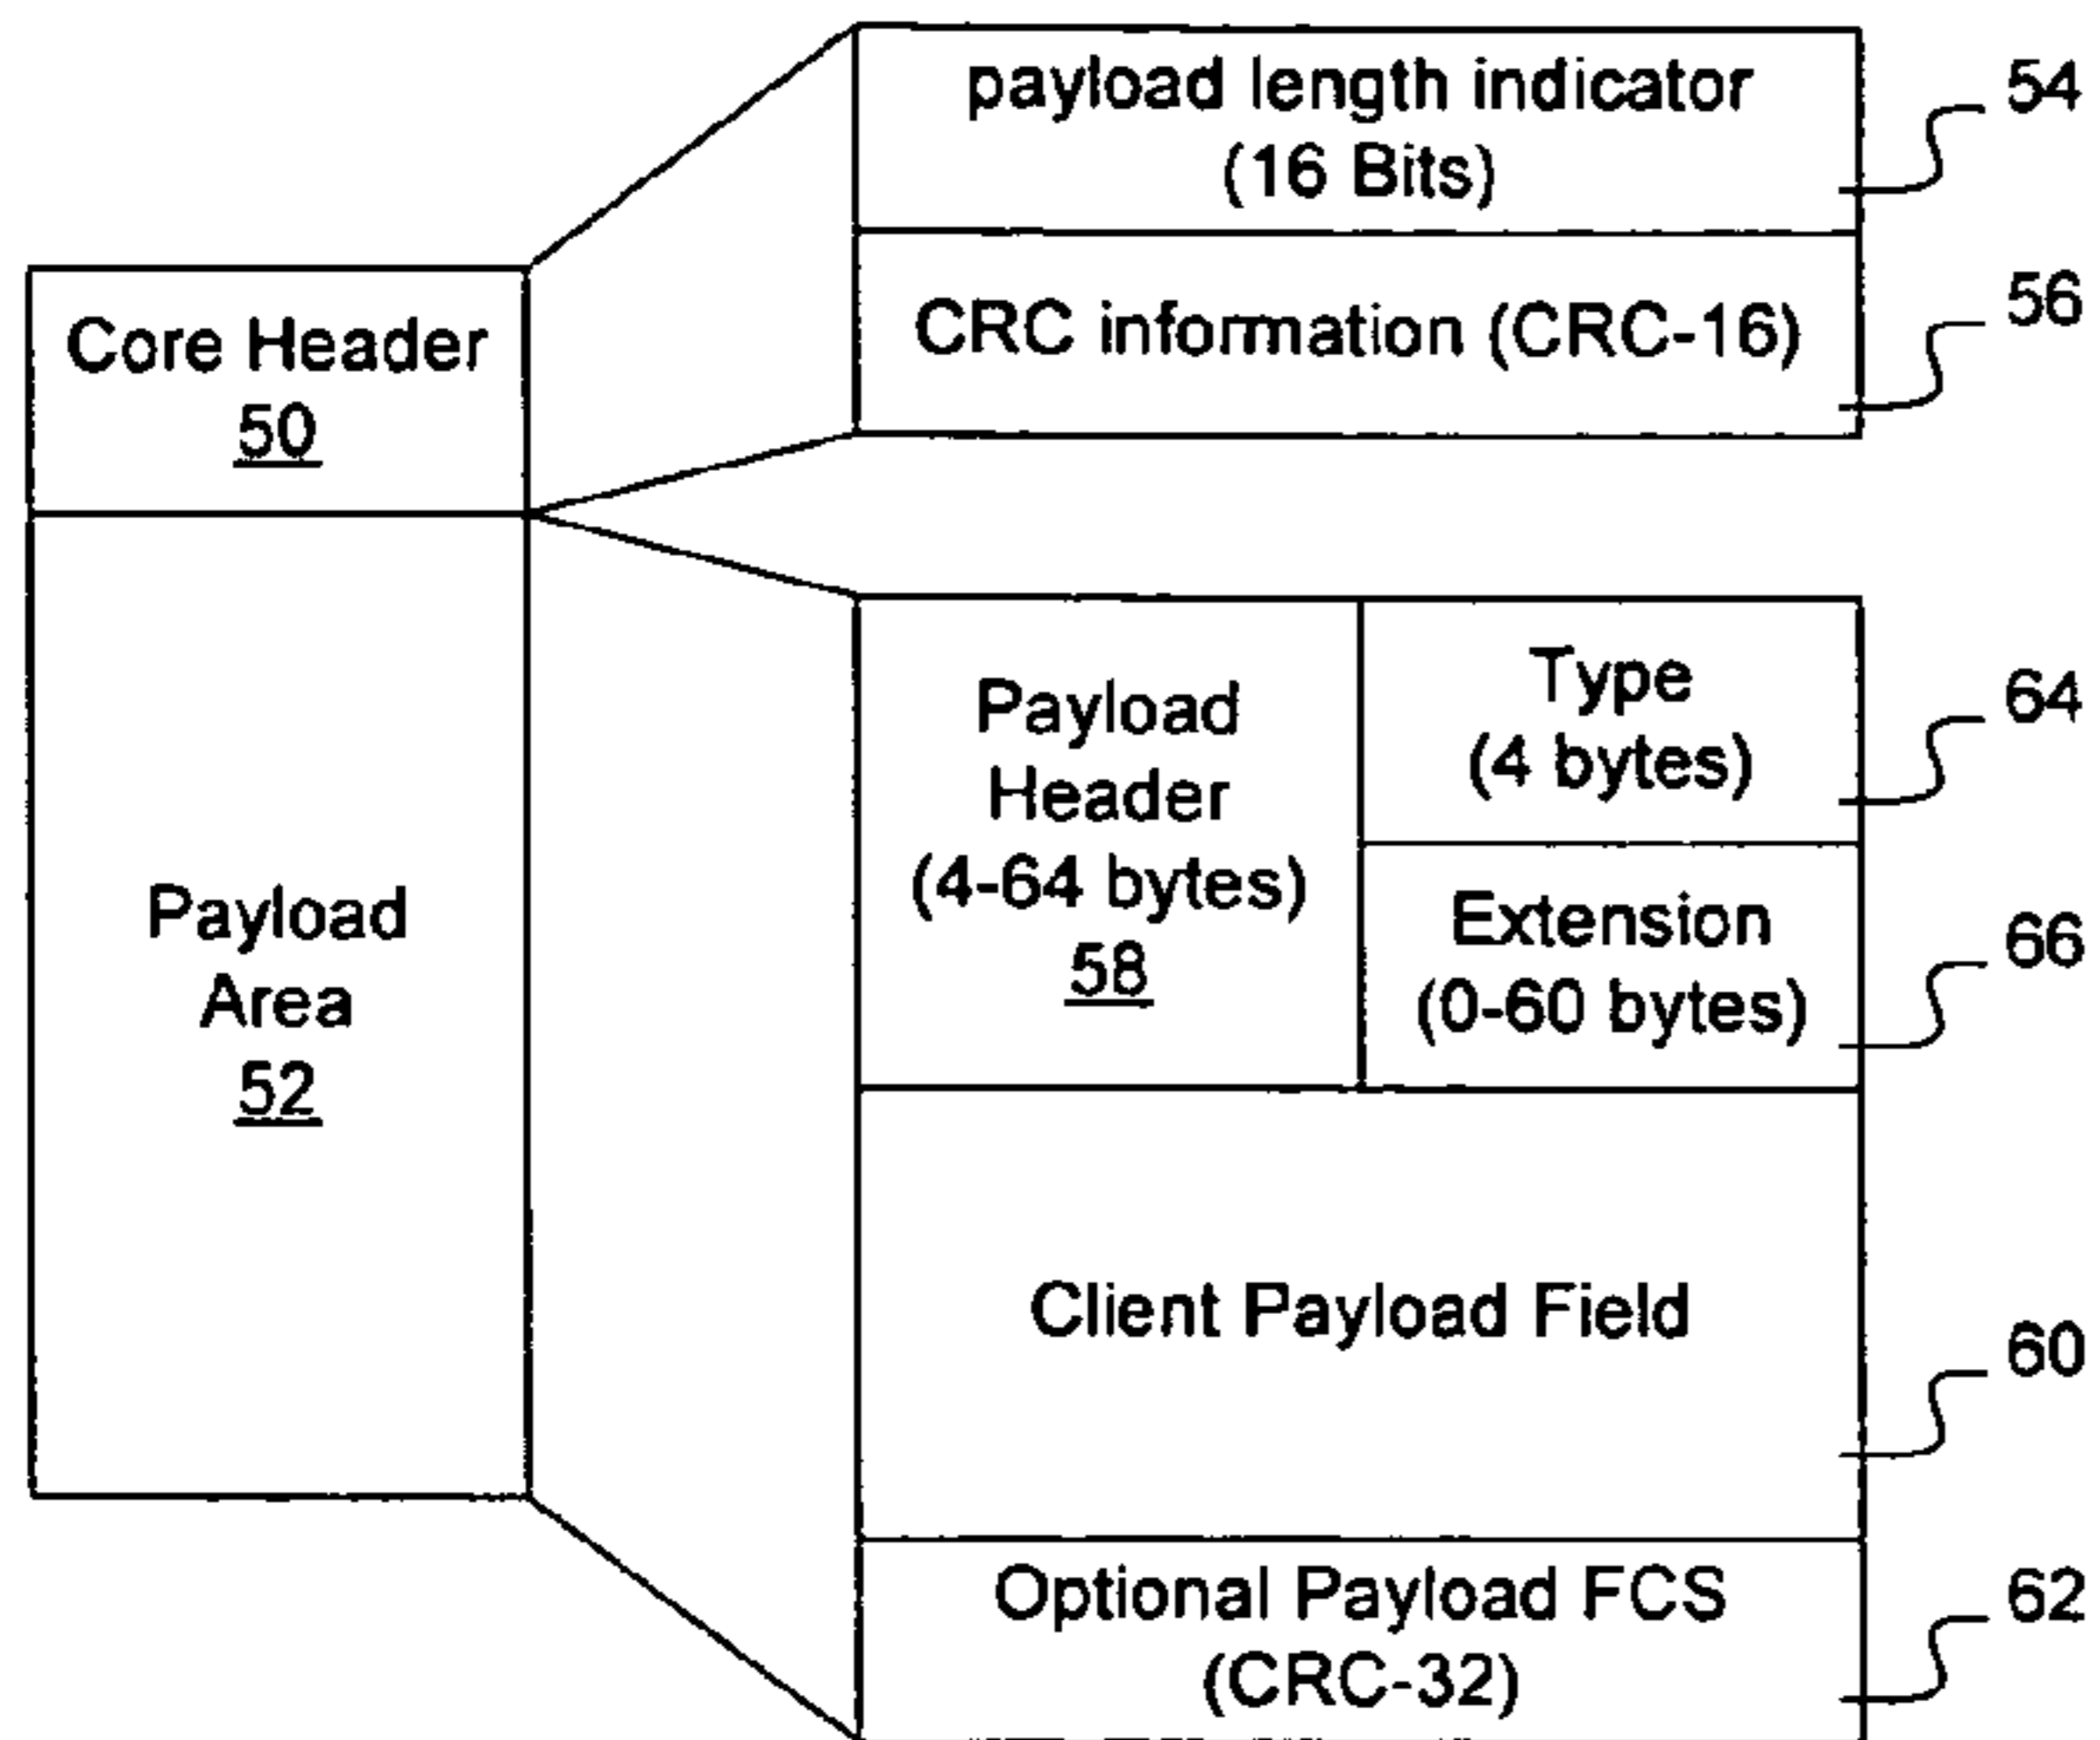 payload length indicator
(16 Bits)
54
CRC information (CRC-16)
56
Core Header
50
Payload
Area
52
Payload
Header
(4-64 bytes)
58
Type
(4 bytes)
64
Extension
(0-60 bytes)
66
Client Payload Field
60
Optional Payload FCS
(CRC-32)
62